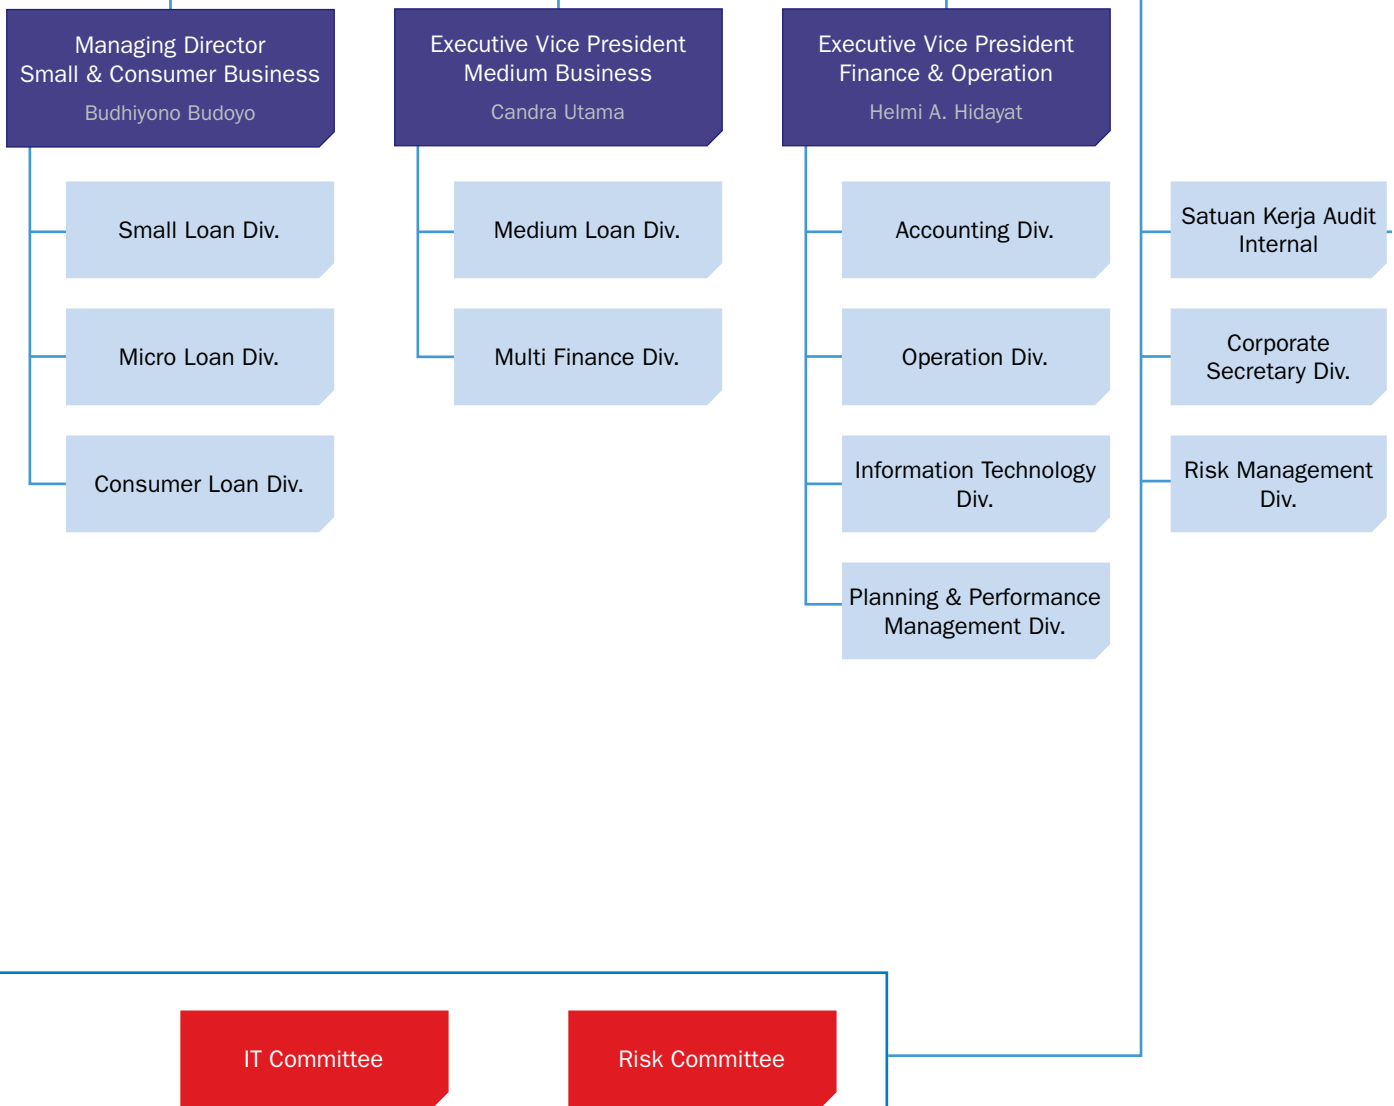 Managing Director
Small & Consumer Business
Budhiyono Budoyo
Small Loan Div.
Micro Loan Div.
Consumer Loan Div.
Executive Vice President
Medium Business
Candra Utama
Medium Loan Div.
Multi Finance Div.
Executive Vice President
Finance & Operation
Helmi A. Hidayat
Accounting Div.
Operation Div.
Information Technology
Div.
Planning & Performance
Management Div.
Satuan Kerja Audit
Internal
Corporate
Secretary Div.
Risk Management
Div.
IT Committee
Risk Committee